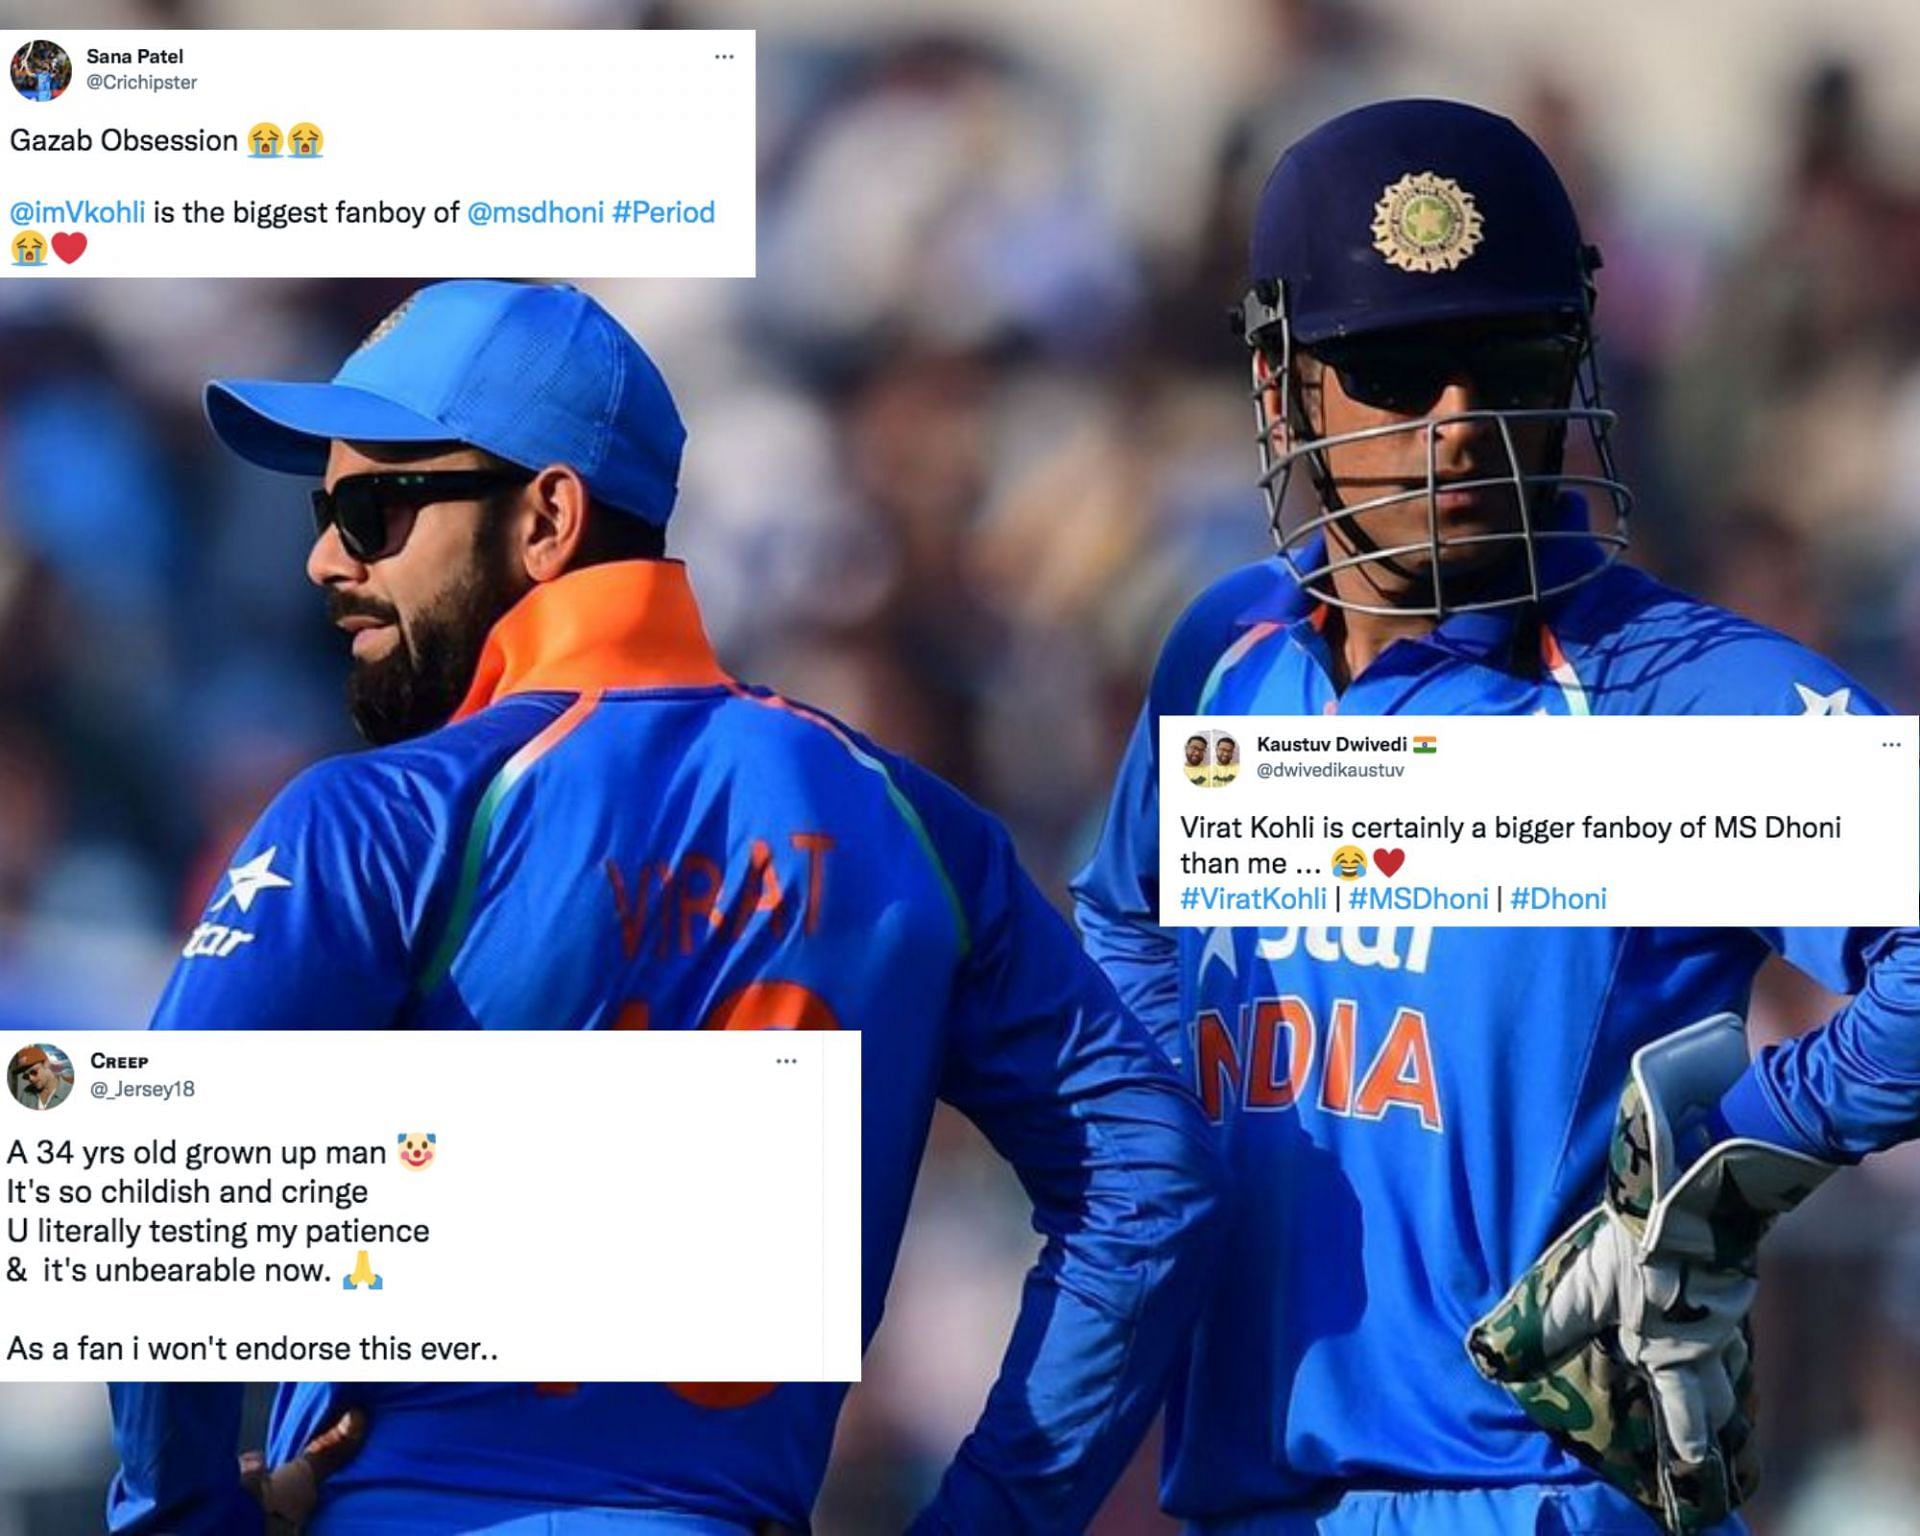 Sana Patel
@Crichipster
Gazab Obsession 😭😭
@imVkohli is the biggest fanboy of @msdhoni #Period
😭❤️
Kaustuv Dwivedi 🇮🇳
@dwivedikaustuv
Virat Kohli is certainly a bigger fanboy of MS Dhoni
than me ... 😂❤️
#ViratKohli | #MSDhoni | #Dhoni
VIRAT
star
INDIA
CREEP
@_Jersey18
A 34 yrs old grown up man 🤡
It's so childish and cringe
U literally testing my patience
& it's unbearable now. 🙏
As a fan i won't endorse this ever..